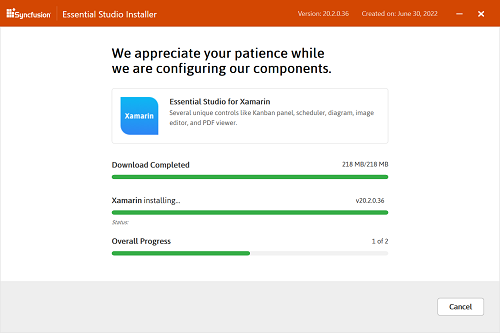 Syncfusion Essential Studio Installer Version: 20.2.0.36 Created on: June 30, 2022
We appreciate your patience while
we are configuring our components.
Xamarin
Essential Studio for Xamarin
Several unique controls like Kanban panel, scheduler, diagram, image
editor, and PDF viewer.
Download Completed 218 MB/218 MB
Xamarin installing... v20.2.0.36
Status:
Overall Progress 1 of 2
Cancel